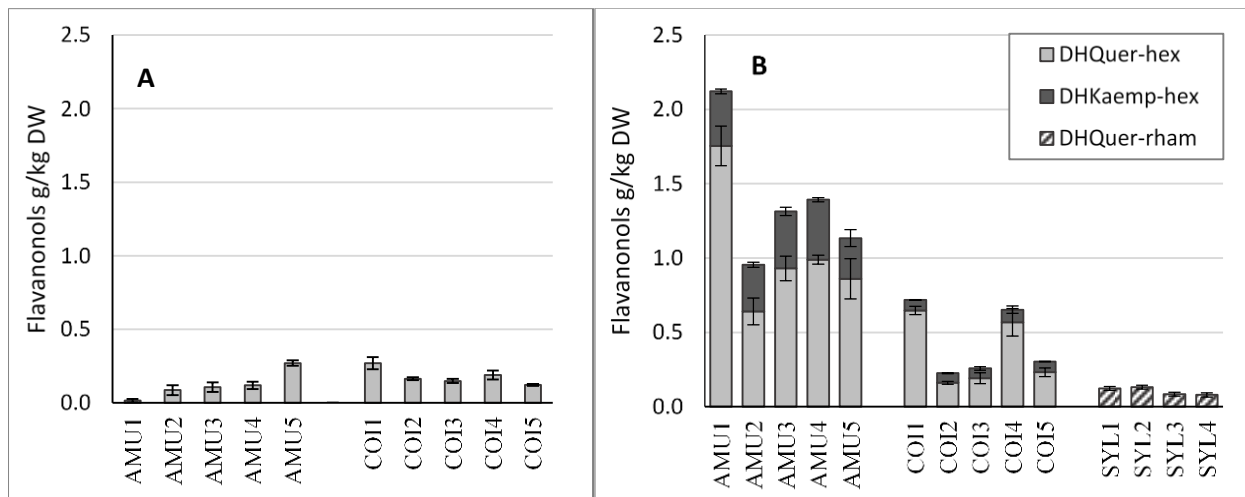 A
Flavanonols g/kg DW
2.5
2.0
1.5
1.0
0.5
0.0
AMU1
AMU2
AMU3
AMU4
AMU5
COI1
COI2
COI3
COI4
COI5
B
Flavanonols g/kg DW
2.5
2.0
1.5
1.0
0.5
0.0
DHQuer-hex
DHKaemp-hex
DHQuer-rham
AMU1
AMU2
AMU3
AMU4
AMU5
COI1
COI2
COI3
COI4
COI5
SYL1
SYL2
SYL3
SYL4